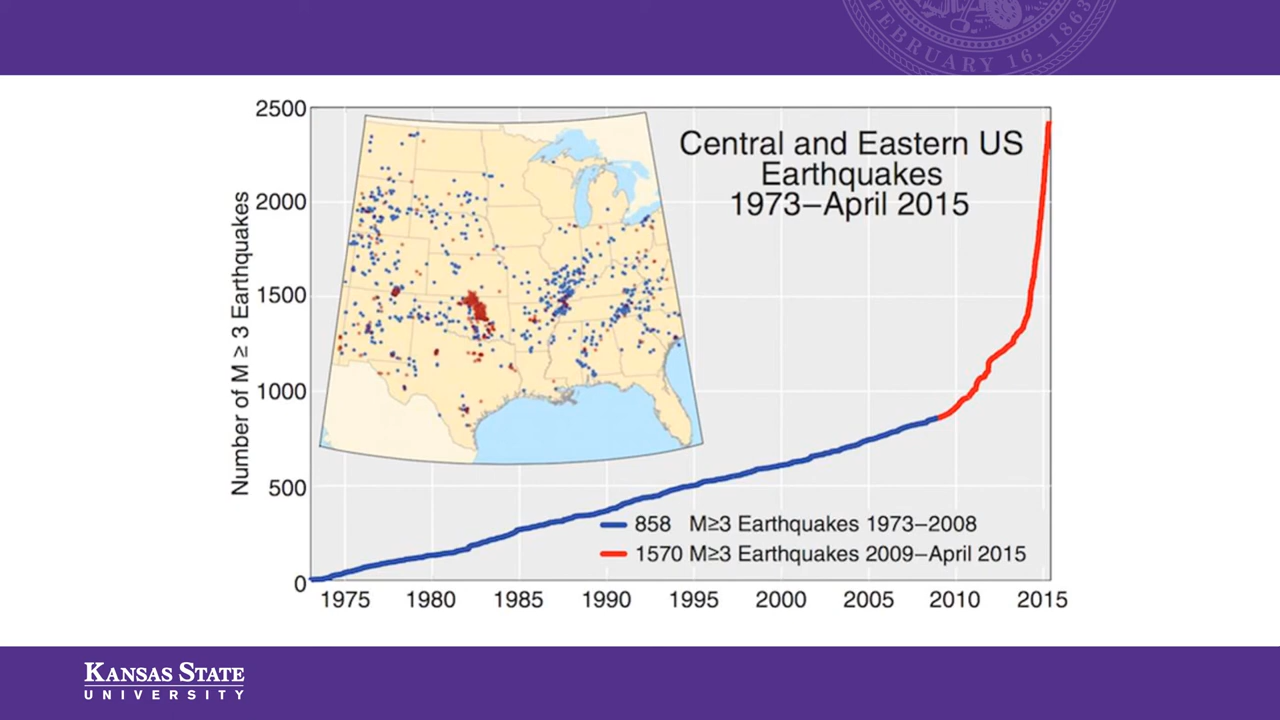 FEBRUARY 16, 1863
2500
2000
1500
1000
500
0
Number of M ≥ 3 Earthquakes
Central and Eastern US
Earthquakes
1973–April 2015
858 M≥3 Earthquakes 1973–2008
1570 M≥3 Earthquakes 2009–April 2015
1975 1980 1985 1990 1995 2000 2005 2010 2015
KANSAS STATE
UNIVERSITY